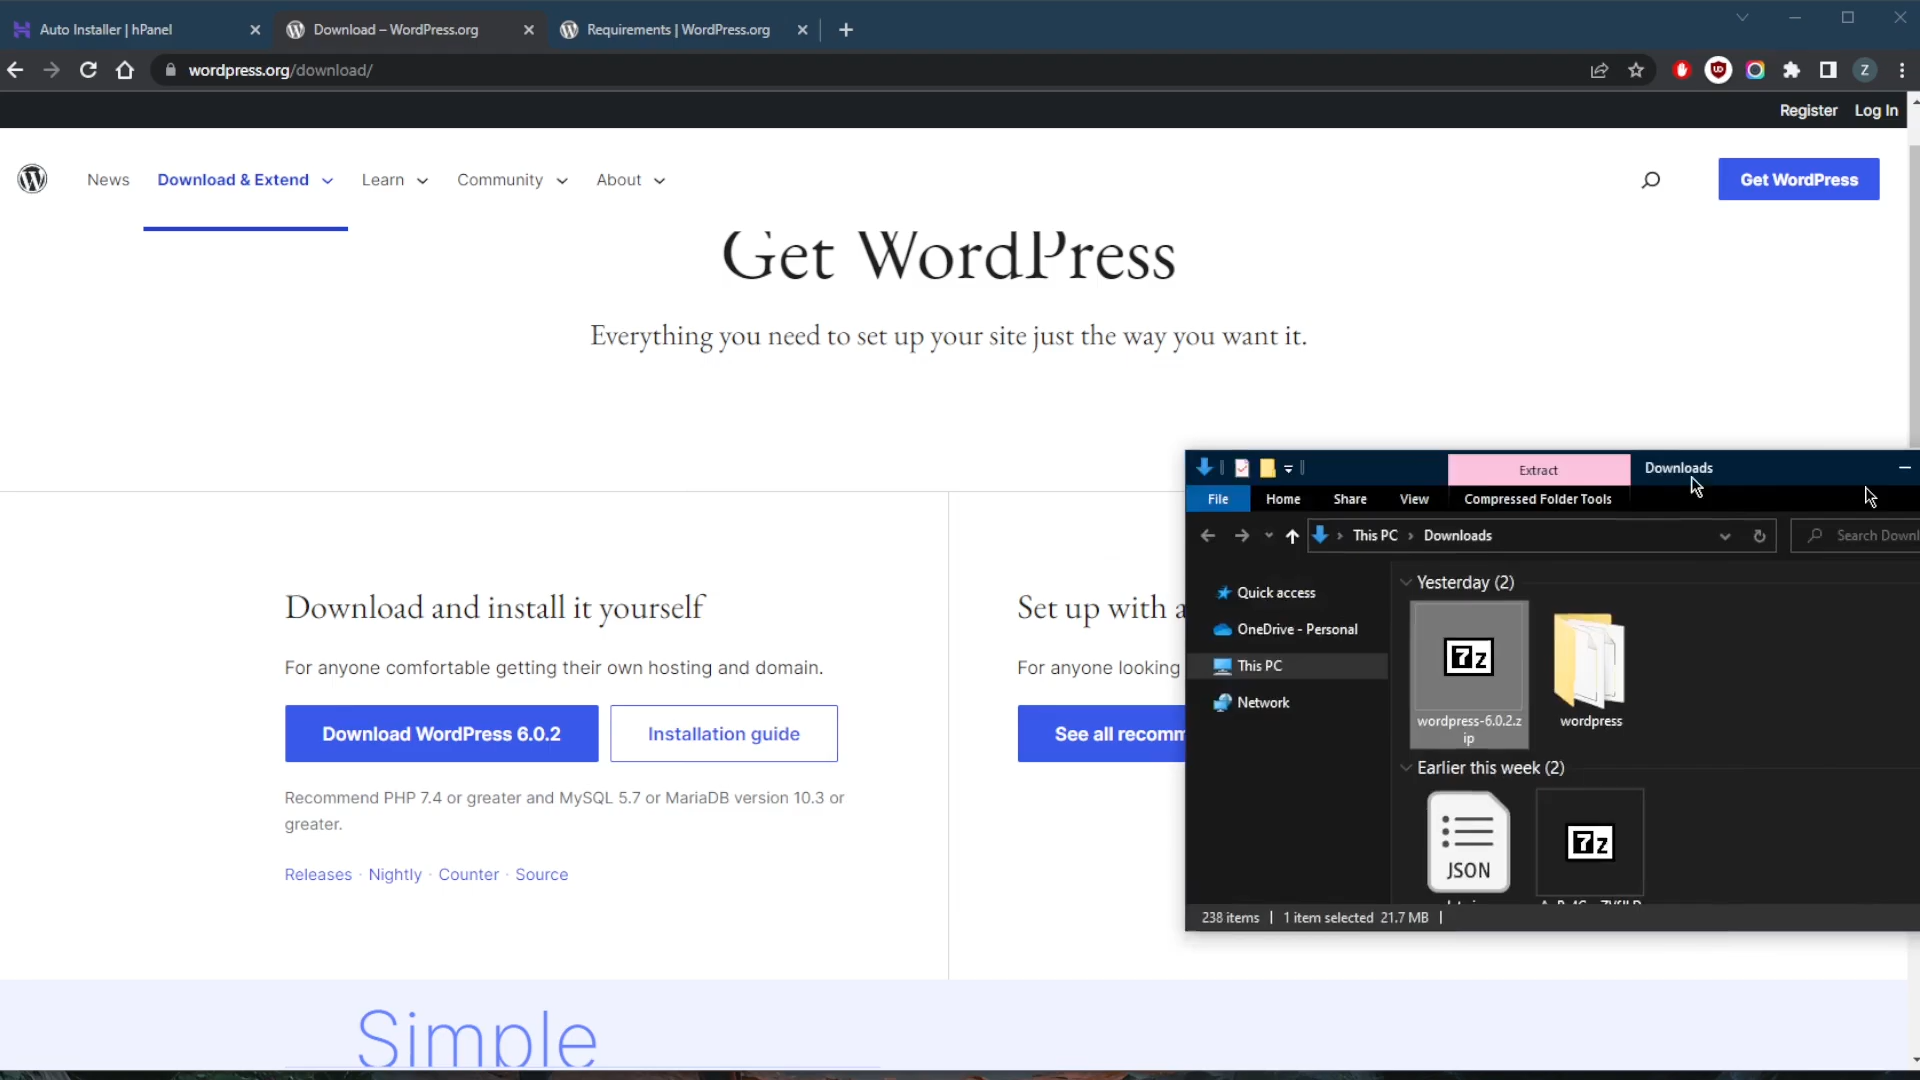 Auto Installer | hPanel
Download – WordPress.org
Requirements | WordPress.org
wordpress.org/download/
Z
Register
Log In
News
Download & Extend
Learn
Community
About
Get WordPress
Get WordPress
Everything you need to set up your site just the way you want it.
Download and install it yourself
For anyone comfortable getting their own hosting and domain.
Download WordPress 6.0.2
Installation guide
Recommend PHP 7.4 or greater and MySQL 5.7 or MariaDB version 10.3 or
greater.
Releases · Nightly · Counter · Source
Set up with a
For anyone looking
See all recomm
Simple
Extract
Downloads
File
Home
Share
View
Compressed Folder Tools
This PC
Downloads
Search Downl
Quick access
OneDrive - Personal
This PC
Network
Yesterday (2)
7z
wordpress-6.0.2.z
ip
wordpress
Earlier this week (2)
JSON
7z
238 items
1 item selected 21.7 MB